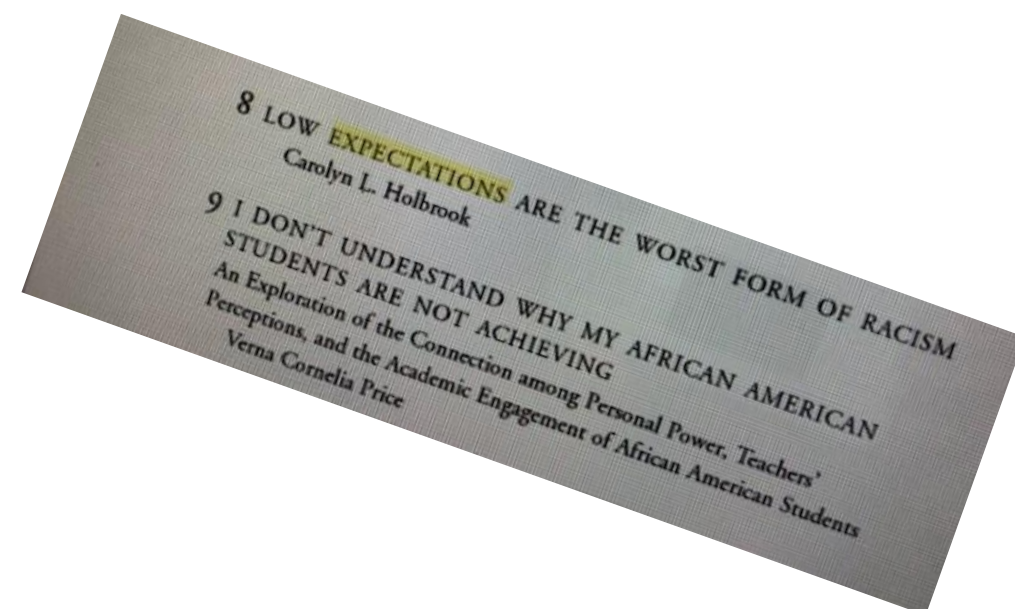 8 LOW EXPECTATIONS ARE THE WORST FORM OF RACISM
Carolyn L. Holbrook
9 I DON'T UNDERSTAND WHY MY AFRICAN AMERICAN
STUDENTS ARE NOT ACHIEVING
An Exploration of the Connection among Personal Power, Teachers'
Perceptions, and the Academic Engagement of African American Students
Verna Cornelia Price